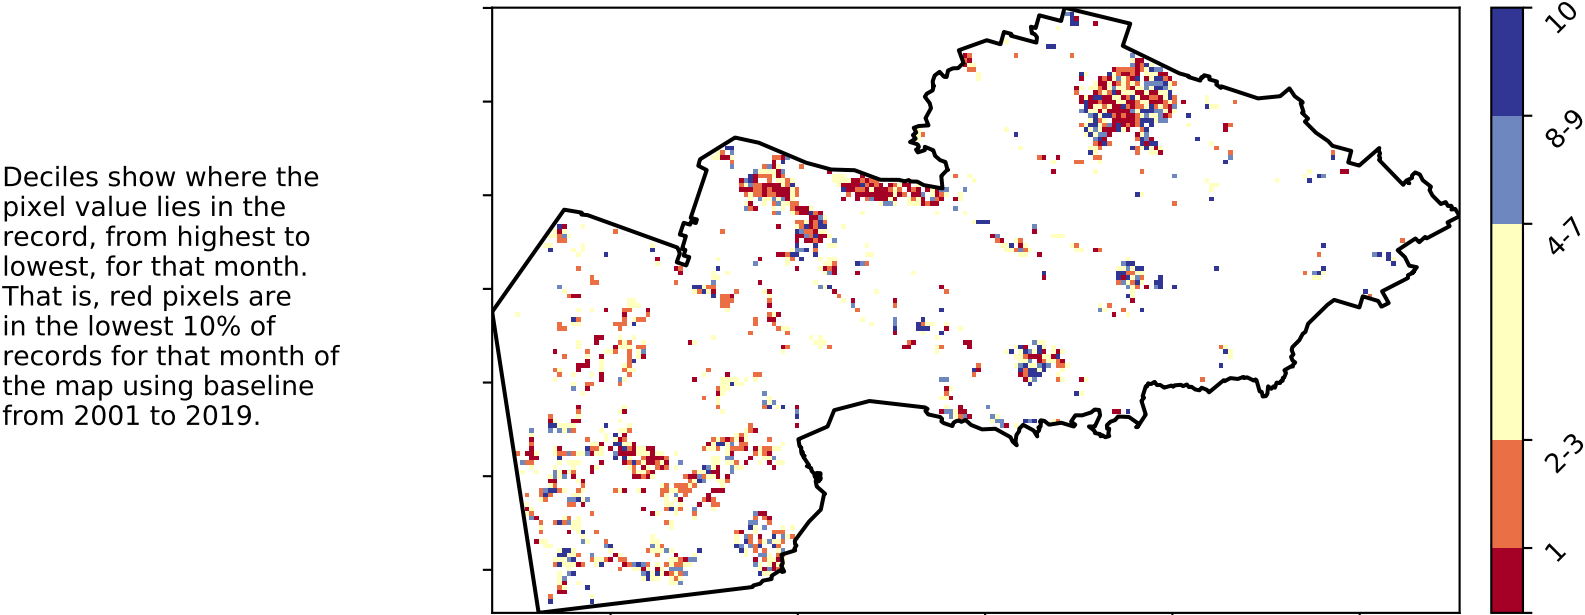 Deciles show where the
pixel value lies in the
record, from highest to
lowest, for that month.
That is, red pixels are
in the lowest 10% of
records for that month of
the map using baseline
from 2001 to 2019.
10
8-9
4-7
2-3
1